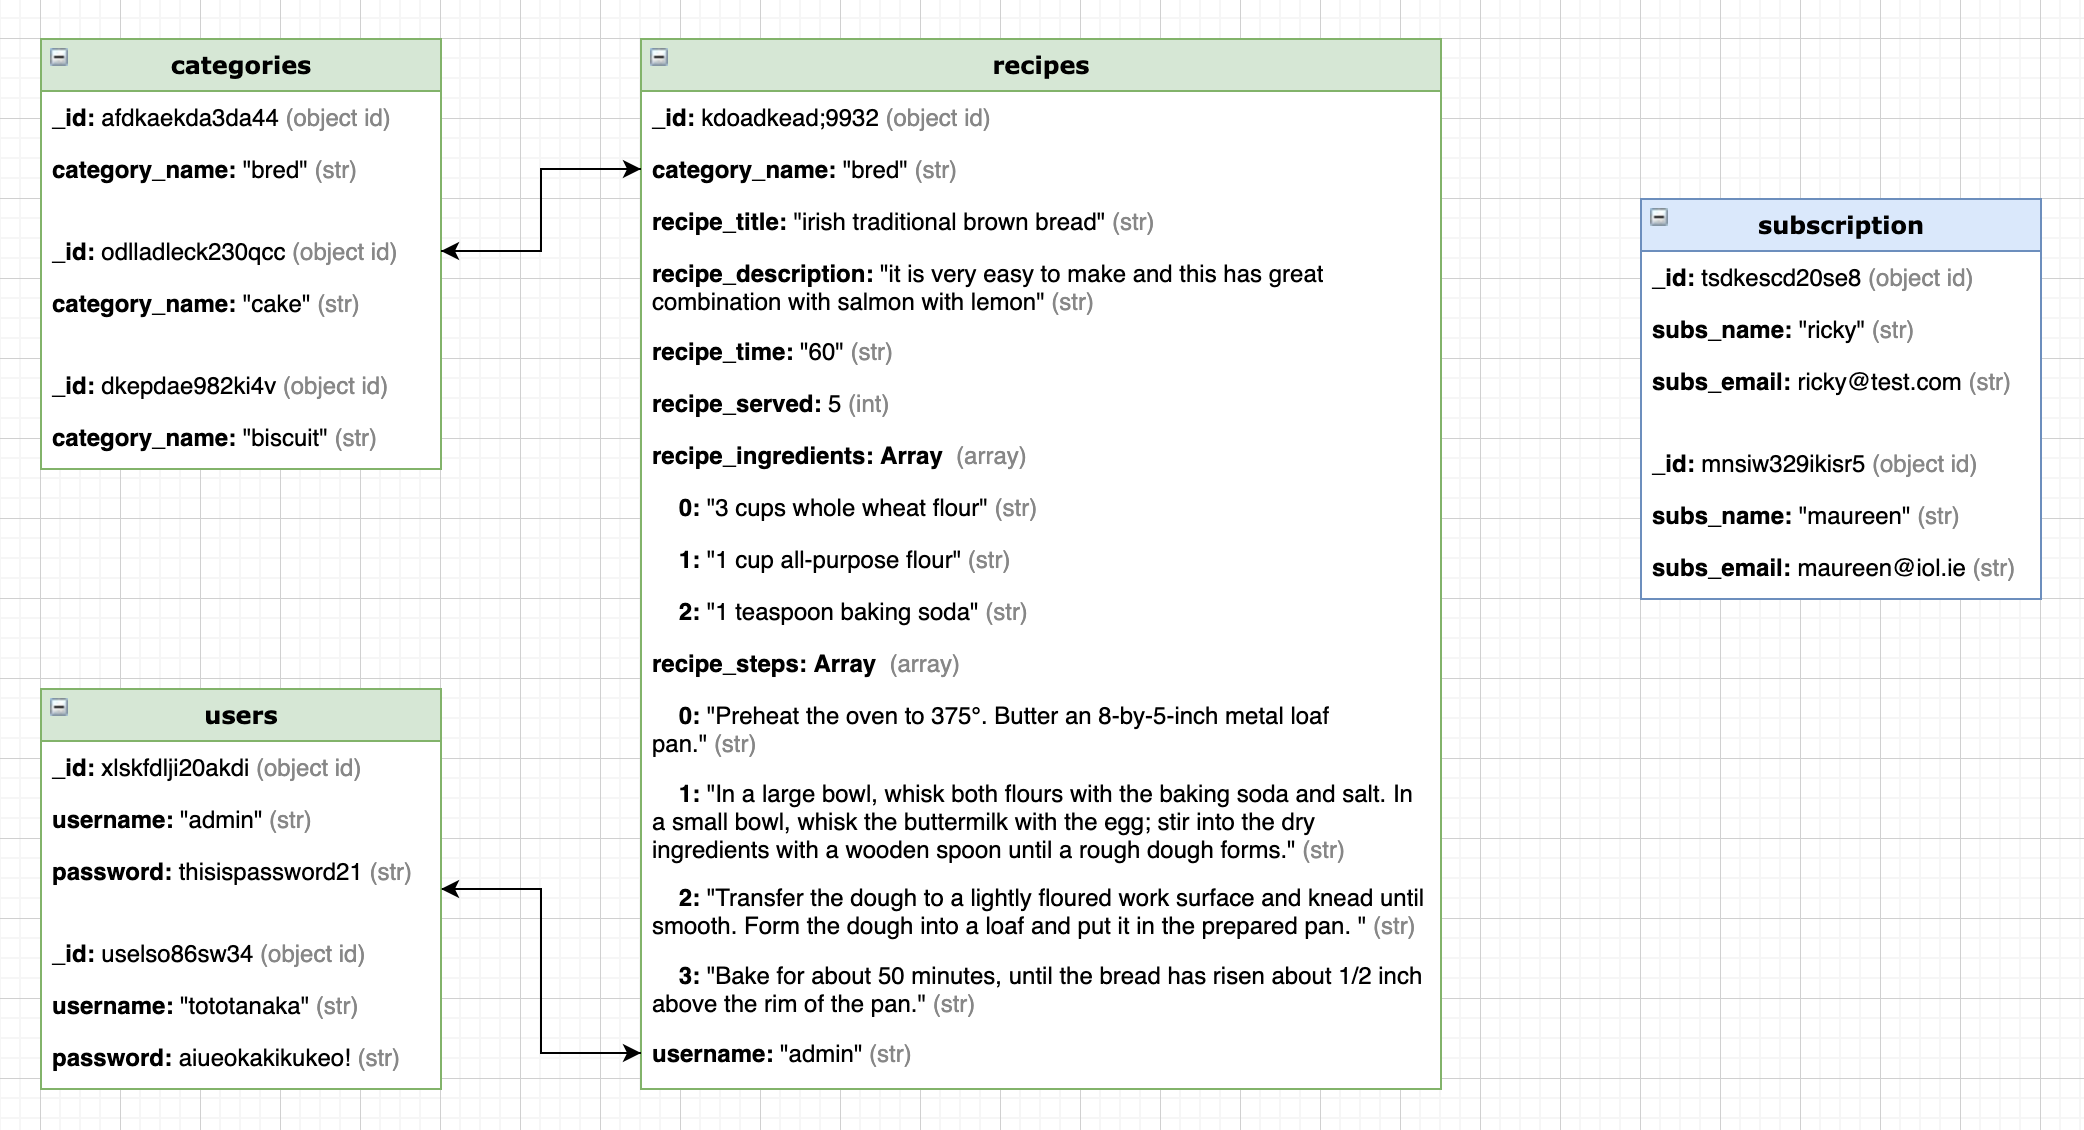 categories
_id: afdkaekda3da44 (object id)
category_name: "bred" (str)
_id: odlladleck230qcc (object id)
category_name: "cake" (str)
_id: dkepdae982ki4v (object id)
category_name: "biscuit" (str)
users
_id: xlskfdlji20akdi (object id)
username: "admin" (str)
password: thisispassword21 (str)
_id: uselso86sw34 (object id)
username: "tototanaka" (str)
password: aiueokakikukeo! (str)
recipes
_id: kdoadkead;9932 (object id)
category_name: "bred" (str)
recipe_title: "irish traditional brown bread" (str)
recipe_description: "it is very easy to make and this has great
combination with salmon with lemon" (str)
recipe_time: "60" (str)
recipe_served: 5 (int)
recipe_ingredients: Array (array)
0: "3 cups whole wheat flour" (str)
1: "1 cup all-purpose flour" (str)
2: "1 teaspoon baking soda" (str)
recipe_steps: Array (array)
0: "Preheat the oven to 375°. Butter an 8-by-5-inch metal loaf
pan." (str)
1: "In a large bowl, whisk both flours with the baking soda and salt. In
a small bowl, whisk the buttermilk with the egg; stir into the dry
ingredients with a wooden spoon until a rough dough forms." (str)
2: "Transfer the dough to a lightly floured work surface and knead until
smooth. Form the dough into a loaf and put it in the prepared pan. " (str)
3: "Bake for about 50 minutes, until the bread has risen about 1/2 inch
above the rim of the pan." (str)
username: "admin" (str)
subscription
_id: tsdkescd20se8 (object id)
subs_name: "ricky" (str)
subs_email: ricky@test.com (str)
_id: mnsiw329ikisr5 (object id)
subs_name: "maureen" (str)
subs_email: maureen@iol.ie (str)